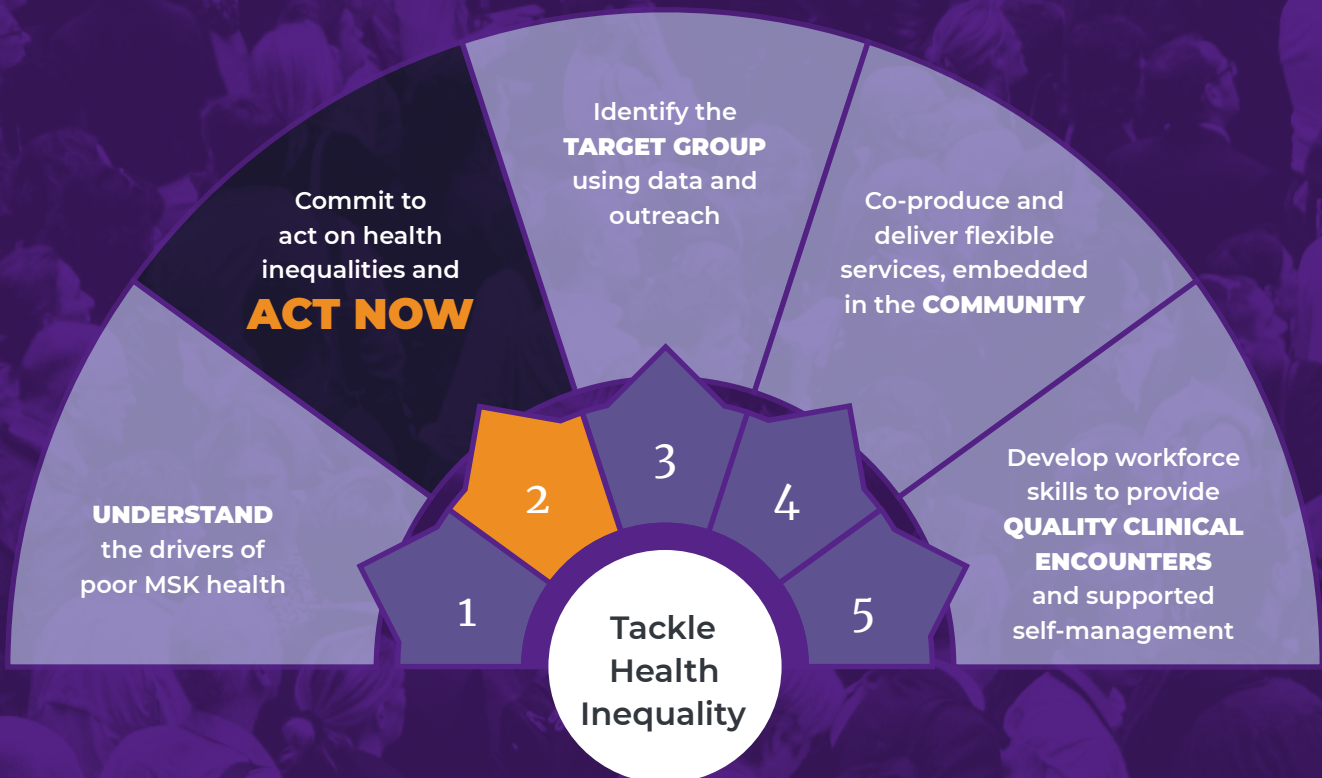 UNDERSTAND
the drivers of
poor MSK health
1
Commit to
act on health
inequalities and
ACT NOW
2
Identify the
TARGET GROUP
using data and
outreach
3
Co-produce and
deliver flexible
services, embedded
in the COMMUNITY
4
Develop workforce
skills to provide
QUALITY CLINICAL
ENCOUNTERS
and supported
self-management
5
Tackle
Health
Inequality